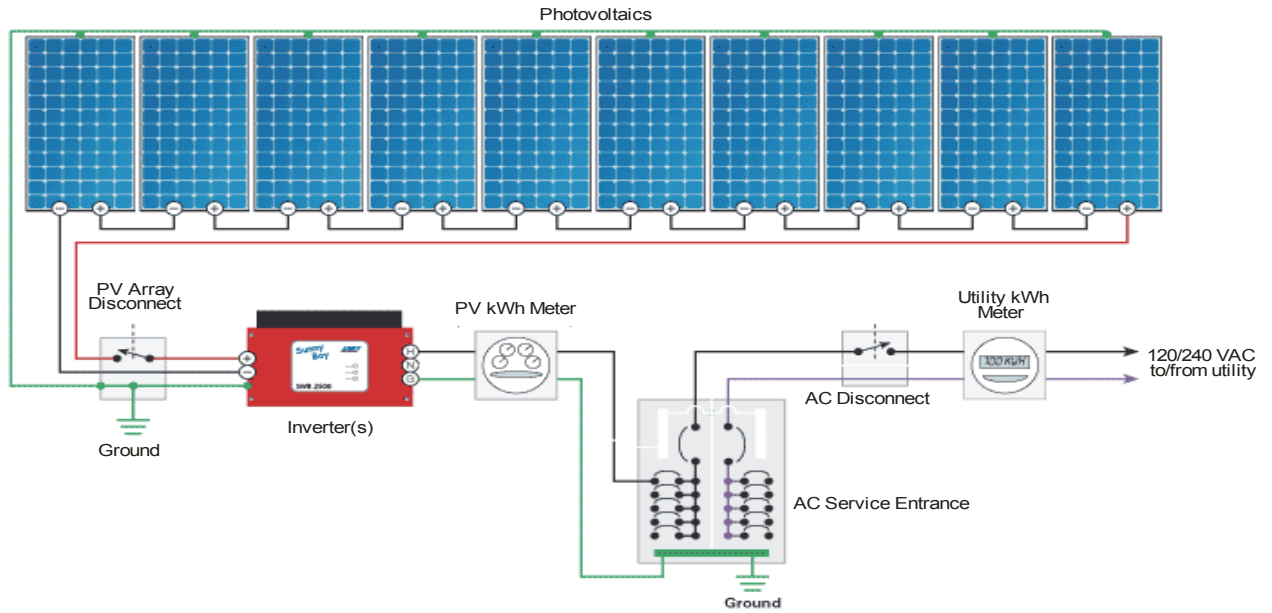 Photovoltaics
PV Array
Disconnect
Sunny
Boy
SWR 2500
Inverter(s)
H
N
G
PV kWh Meter
Utility kWh
Meter
100 KWH
120/240 VAC
to/from utility
AC Disconnect
AC Service Entrance
Ground
Ground